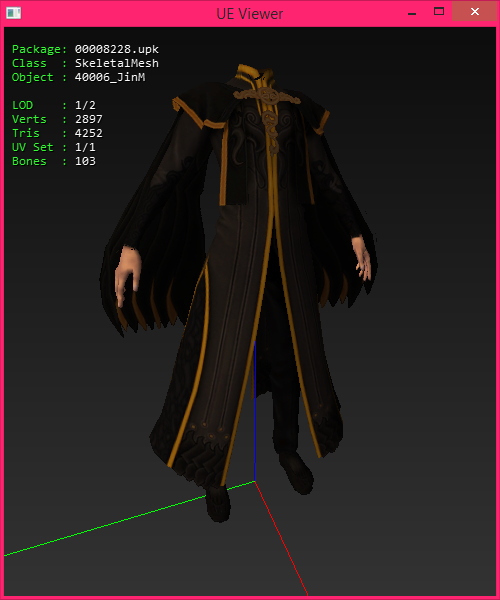 UE Viewer
Package: 00008228.upk
Class : SkeletalMesh
Object : 40006_JinM
LOD : 1/2
Verts : 2897
Tris : 4252
UV Set : 1/1
Bones : 103